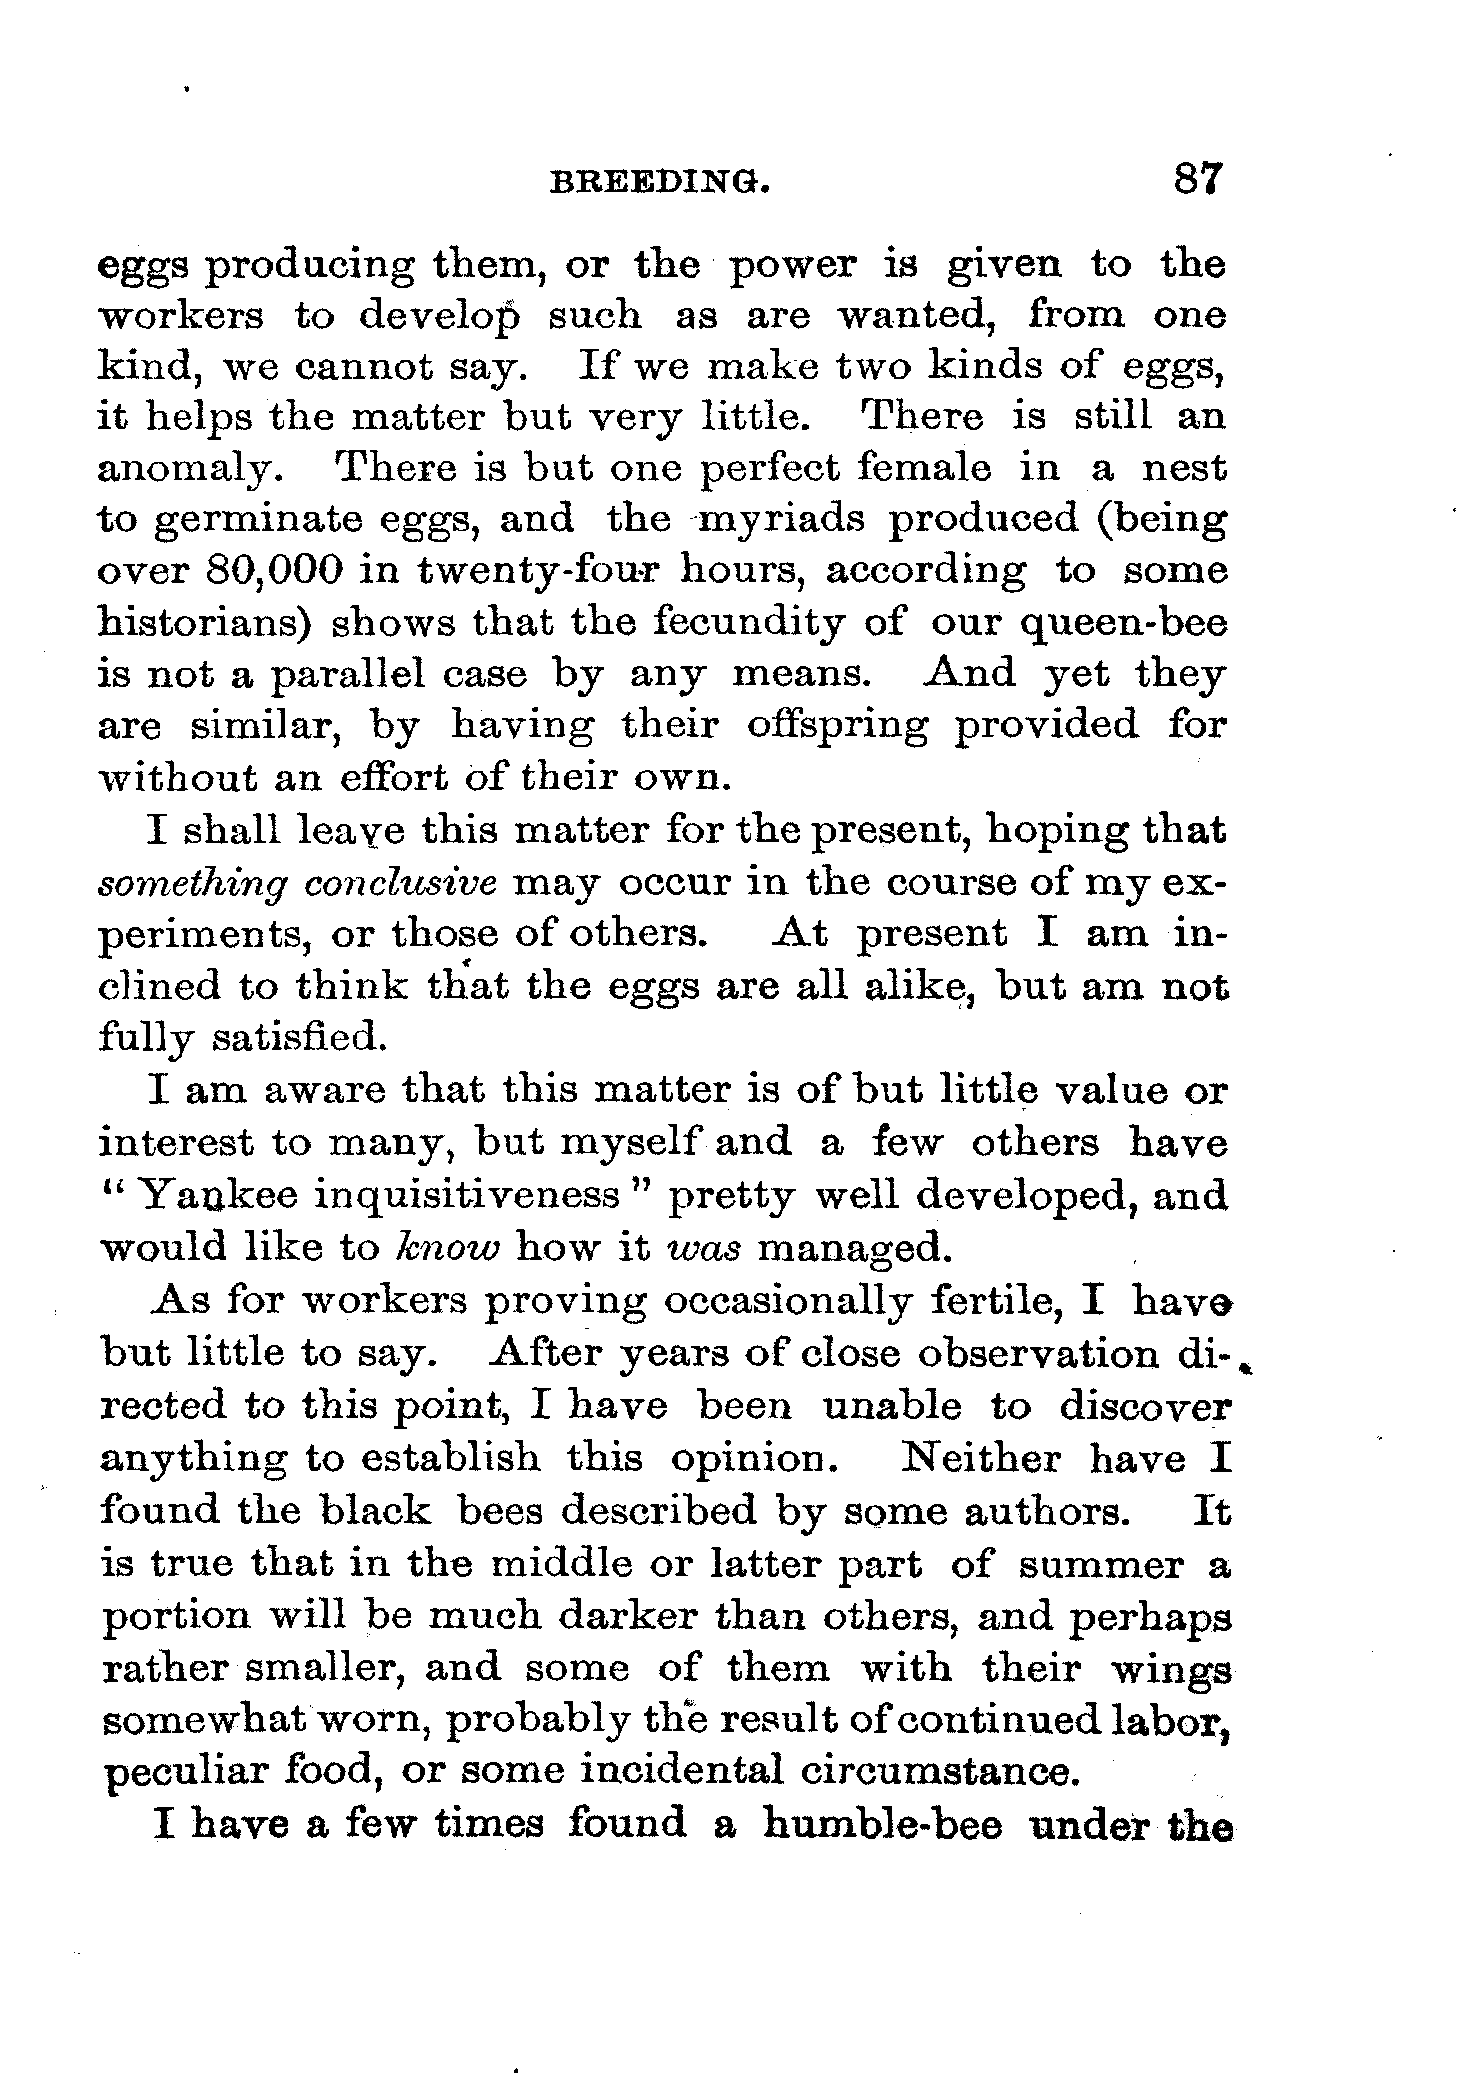 BREEDING. 87
eggs producing them, or the power is given to the
workers to develop such as are wanted, from one
kind, we cannot say. If we make two kinds of eggs,
it helps the matter but very little. There is still an
anomaly. There is but one perfect female in a nest
to germinate eggs, and the myriads produced (being
over 80,000 in twenty-four hours, according to some
historians) shows that the fecundity of our queen-bee
is not a parallel case by any means. And yet they
are similar, by having their offspring provided for
without an effort of their own.
I shall leave this matter for the present, hoping that
something conclusive may occur in the course of my ex-
periments, or those of others. At present I am in-
clined to think that the eggs are all alike, but am not
fully satisfied.
I am aware that this matter is of but little value or
interest to many, but myself and a few others have
“ Yankee inquisitiveness ” pretty well developed, and
would like to know how it was managed.
As for workers proving occasionally fertile, I have
but little to say. After years of close observation di-
rected to this point, I have been unable to discover
anything to establish this opinion. Neither have I
found the black bees described by some authors. It
is true that in the middle or latter part of summer a
portion will be much darker than others, and perhaps
rather smaller, and some of them with their wings
somewhat worn, probably the result of continued labor,
peculiar food, or some incidental circumstance.
I have a few times found a humble-bee under the